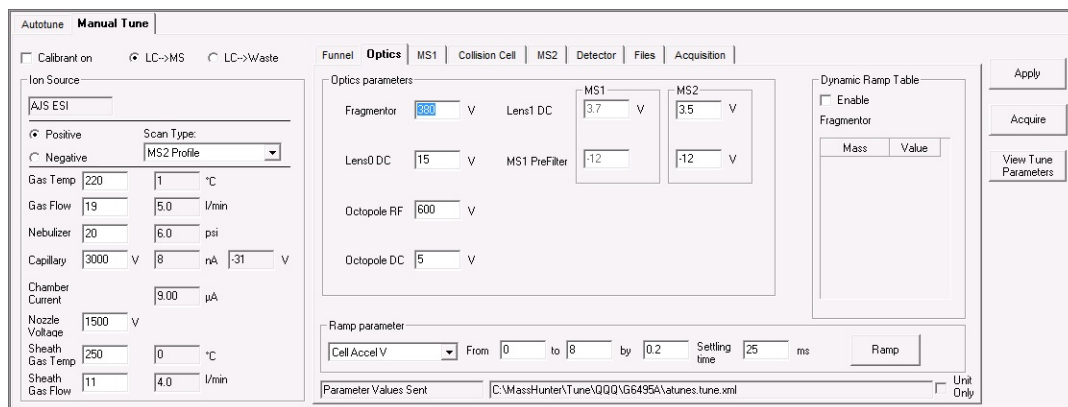 Autotune Manual Tune
Calibrant on LC-->MS LC-->Waste
Ion Source
AJS ESI
Positive Scan Type:
Negative MS2 Profile
Gas Temp 220 1 °C
Gas Flow 19 5.0 l/min
Nebulizer 20 6.0 psi
Capillary 3000 V 8 nA -31 V
Chamber
Current 9.00 µA
Nozzle
Voltage 1500 V
Sheath
Gas Temp 250 0 °C
Sheath
Gas Flow 11 4.0 l/min
Funnel Optics MS1 Collision Cell MS2 Detector Files Acquisition
Optics parameters
MS1 MS2
Fragmentor 380 V Lens1 DC 3.7 V 3.5 V
Lens0 DC 15 V MS1 PreFilter -12 -12 V
Octopole RF 600 V
Octopole DC 5 V
Dynamic Ramp Table
Enable
Fragmentor
Mass Value
Ramp parameter
Cell Accel V From 0 to 8 by 0.2 Settling time 25 ms Ramp
Parameter Values Sent C:\MassHunter\Tune\QQQ\G6495A\atunes.tune.xml Unit Only
Apply
Acquire
View Tune
Parameters